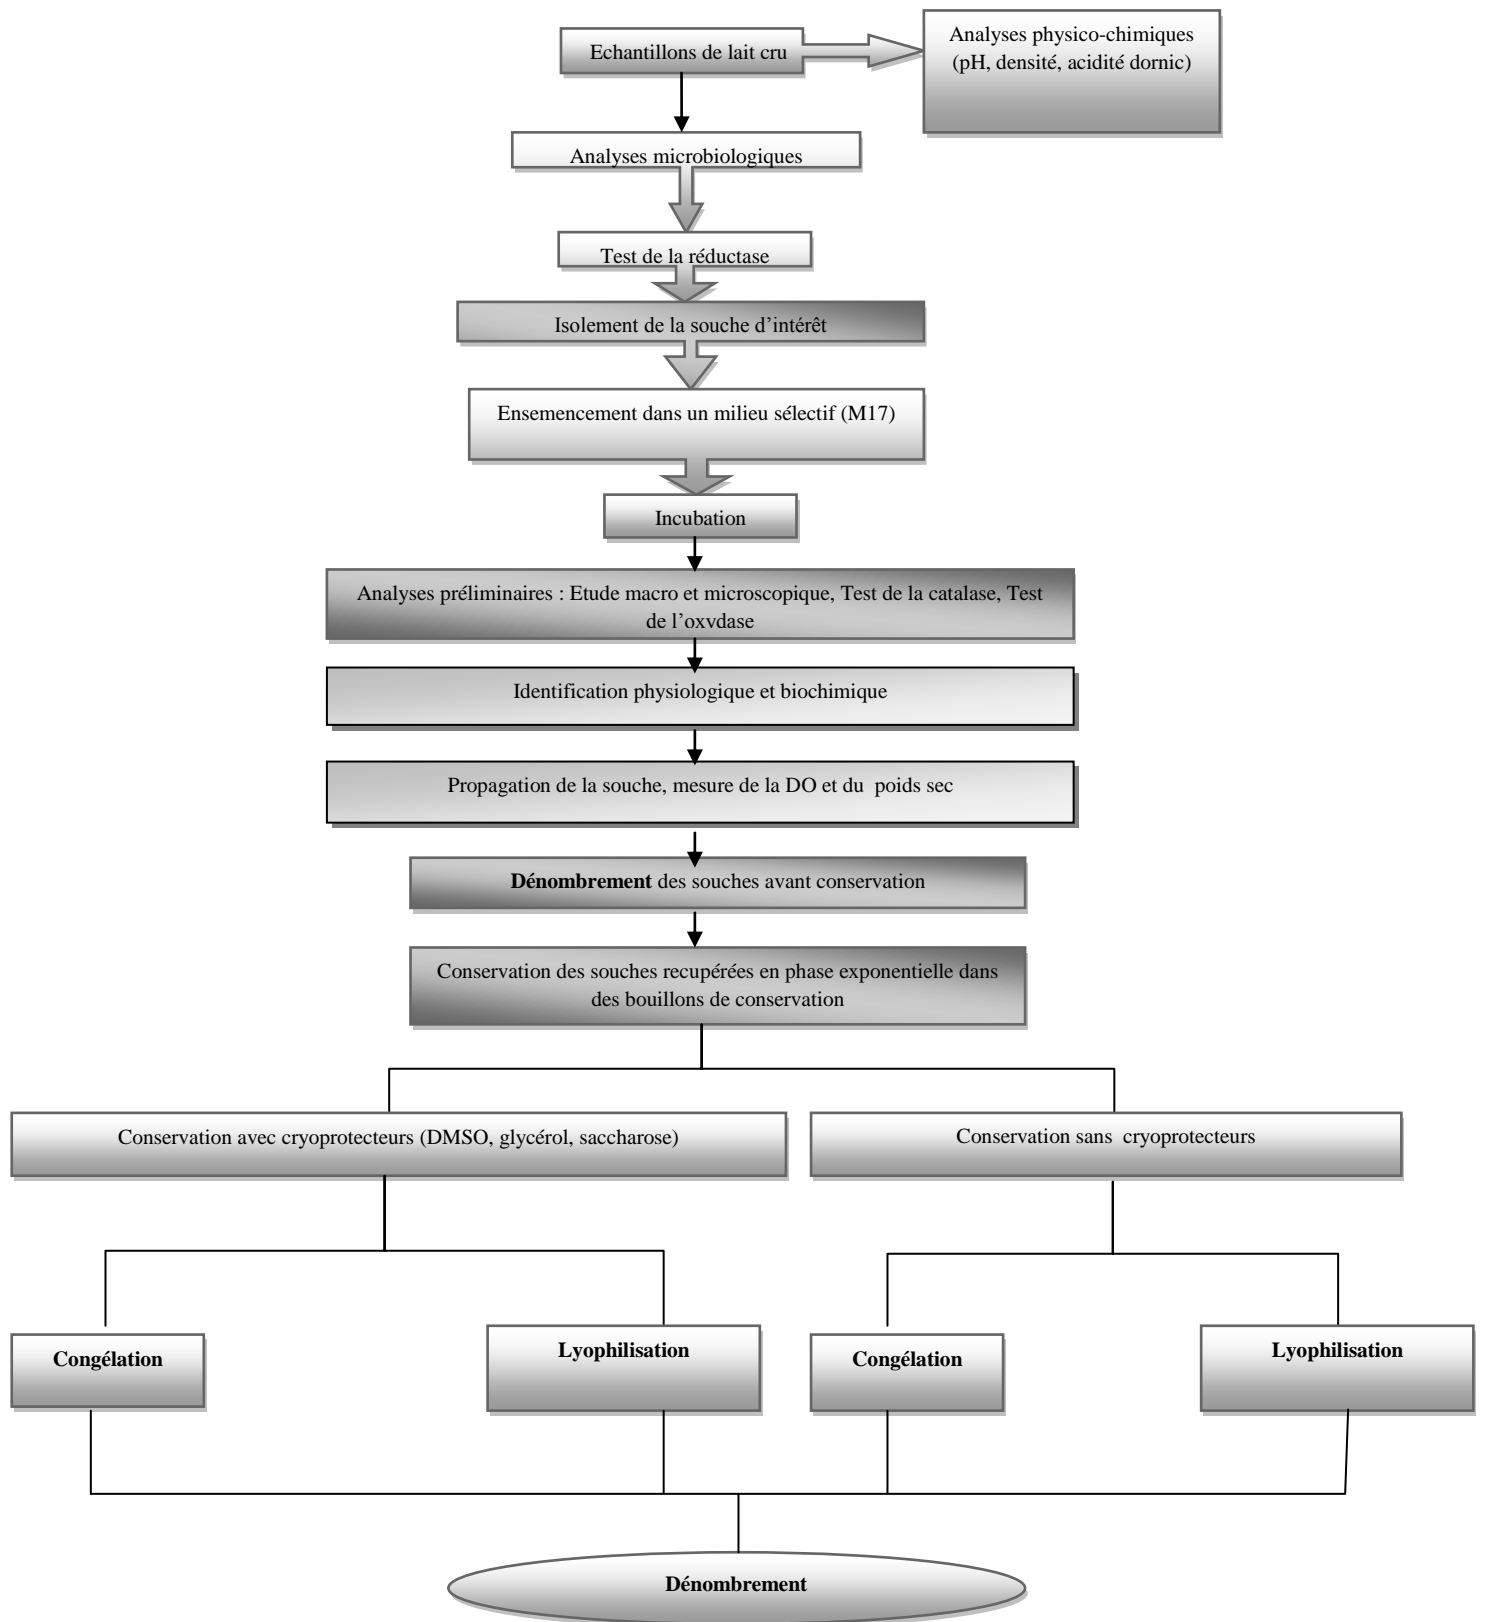 Echantillons de lait cru
Analyses physico-chimiques
(pH, densité, acidité dornic)
Analyses microbiologiques
Test de la réductase
Isolement de la souche d’intérêt
Ensemencement dans un milieu sélectif (M17)
Incubation
Analyses préliminaires : Etude macro et microscopique, Test de la catalase, Test
de l’oxydase
Identification physiologique et biochimique
Propagation de la souche, mesure de la DO et du poids sec
Dénombrement des souches avant conservation
Conservation des souches recupérées en phase exponentielle dans
des bouillons de conservation
Conservation avec cryoprotecteurs (DMSO, glycérol, saccharose)
Conservation sans cryoprotecteurs
Congélation
Lyophilisation
Congélation
Lyophilisation
Dénombrement